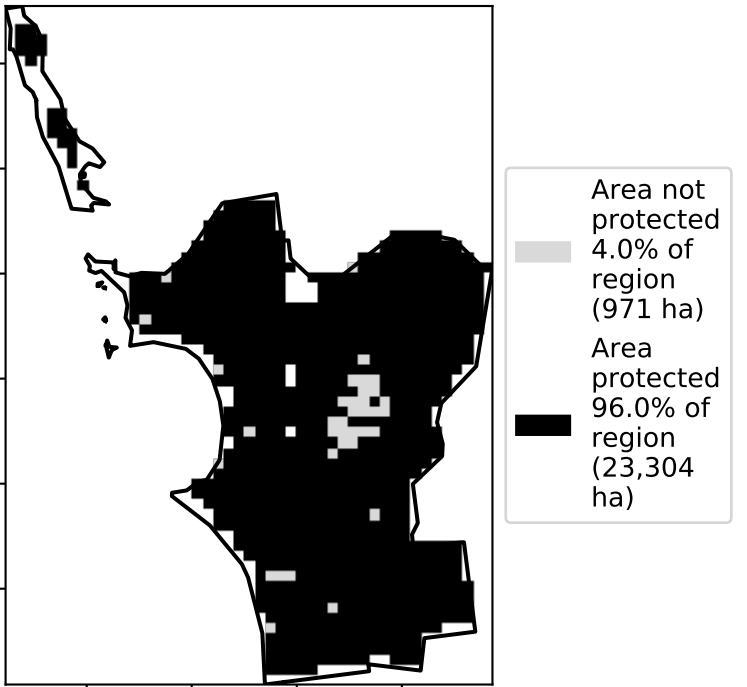 Area not
protected
4.0% of
region
(971 ha)
Area
protected
96.0% of
region
(23,304
ha)